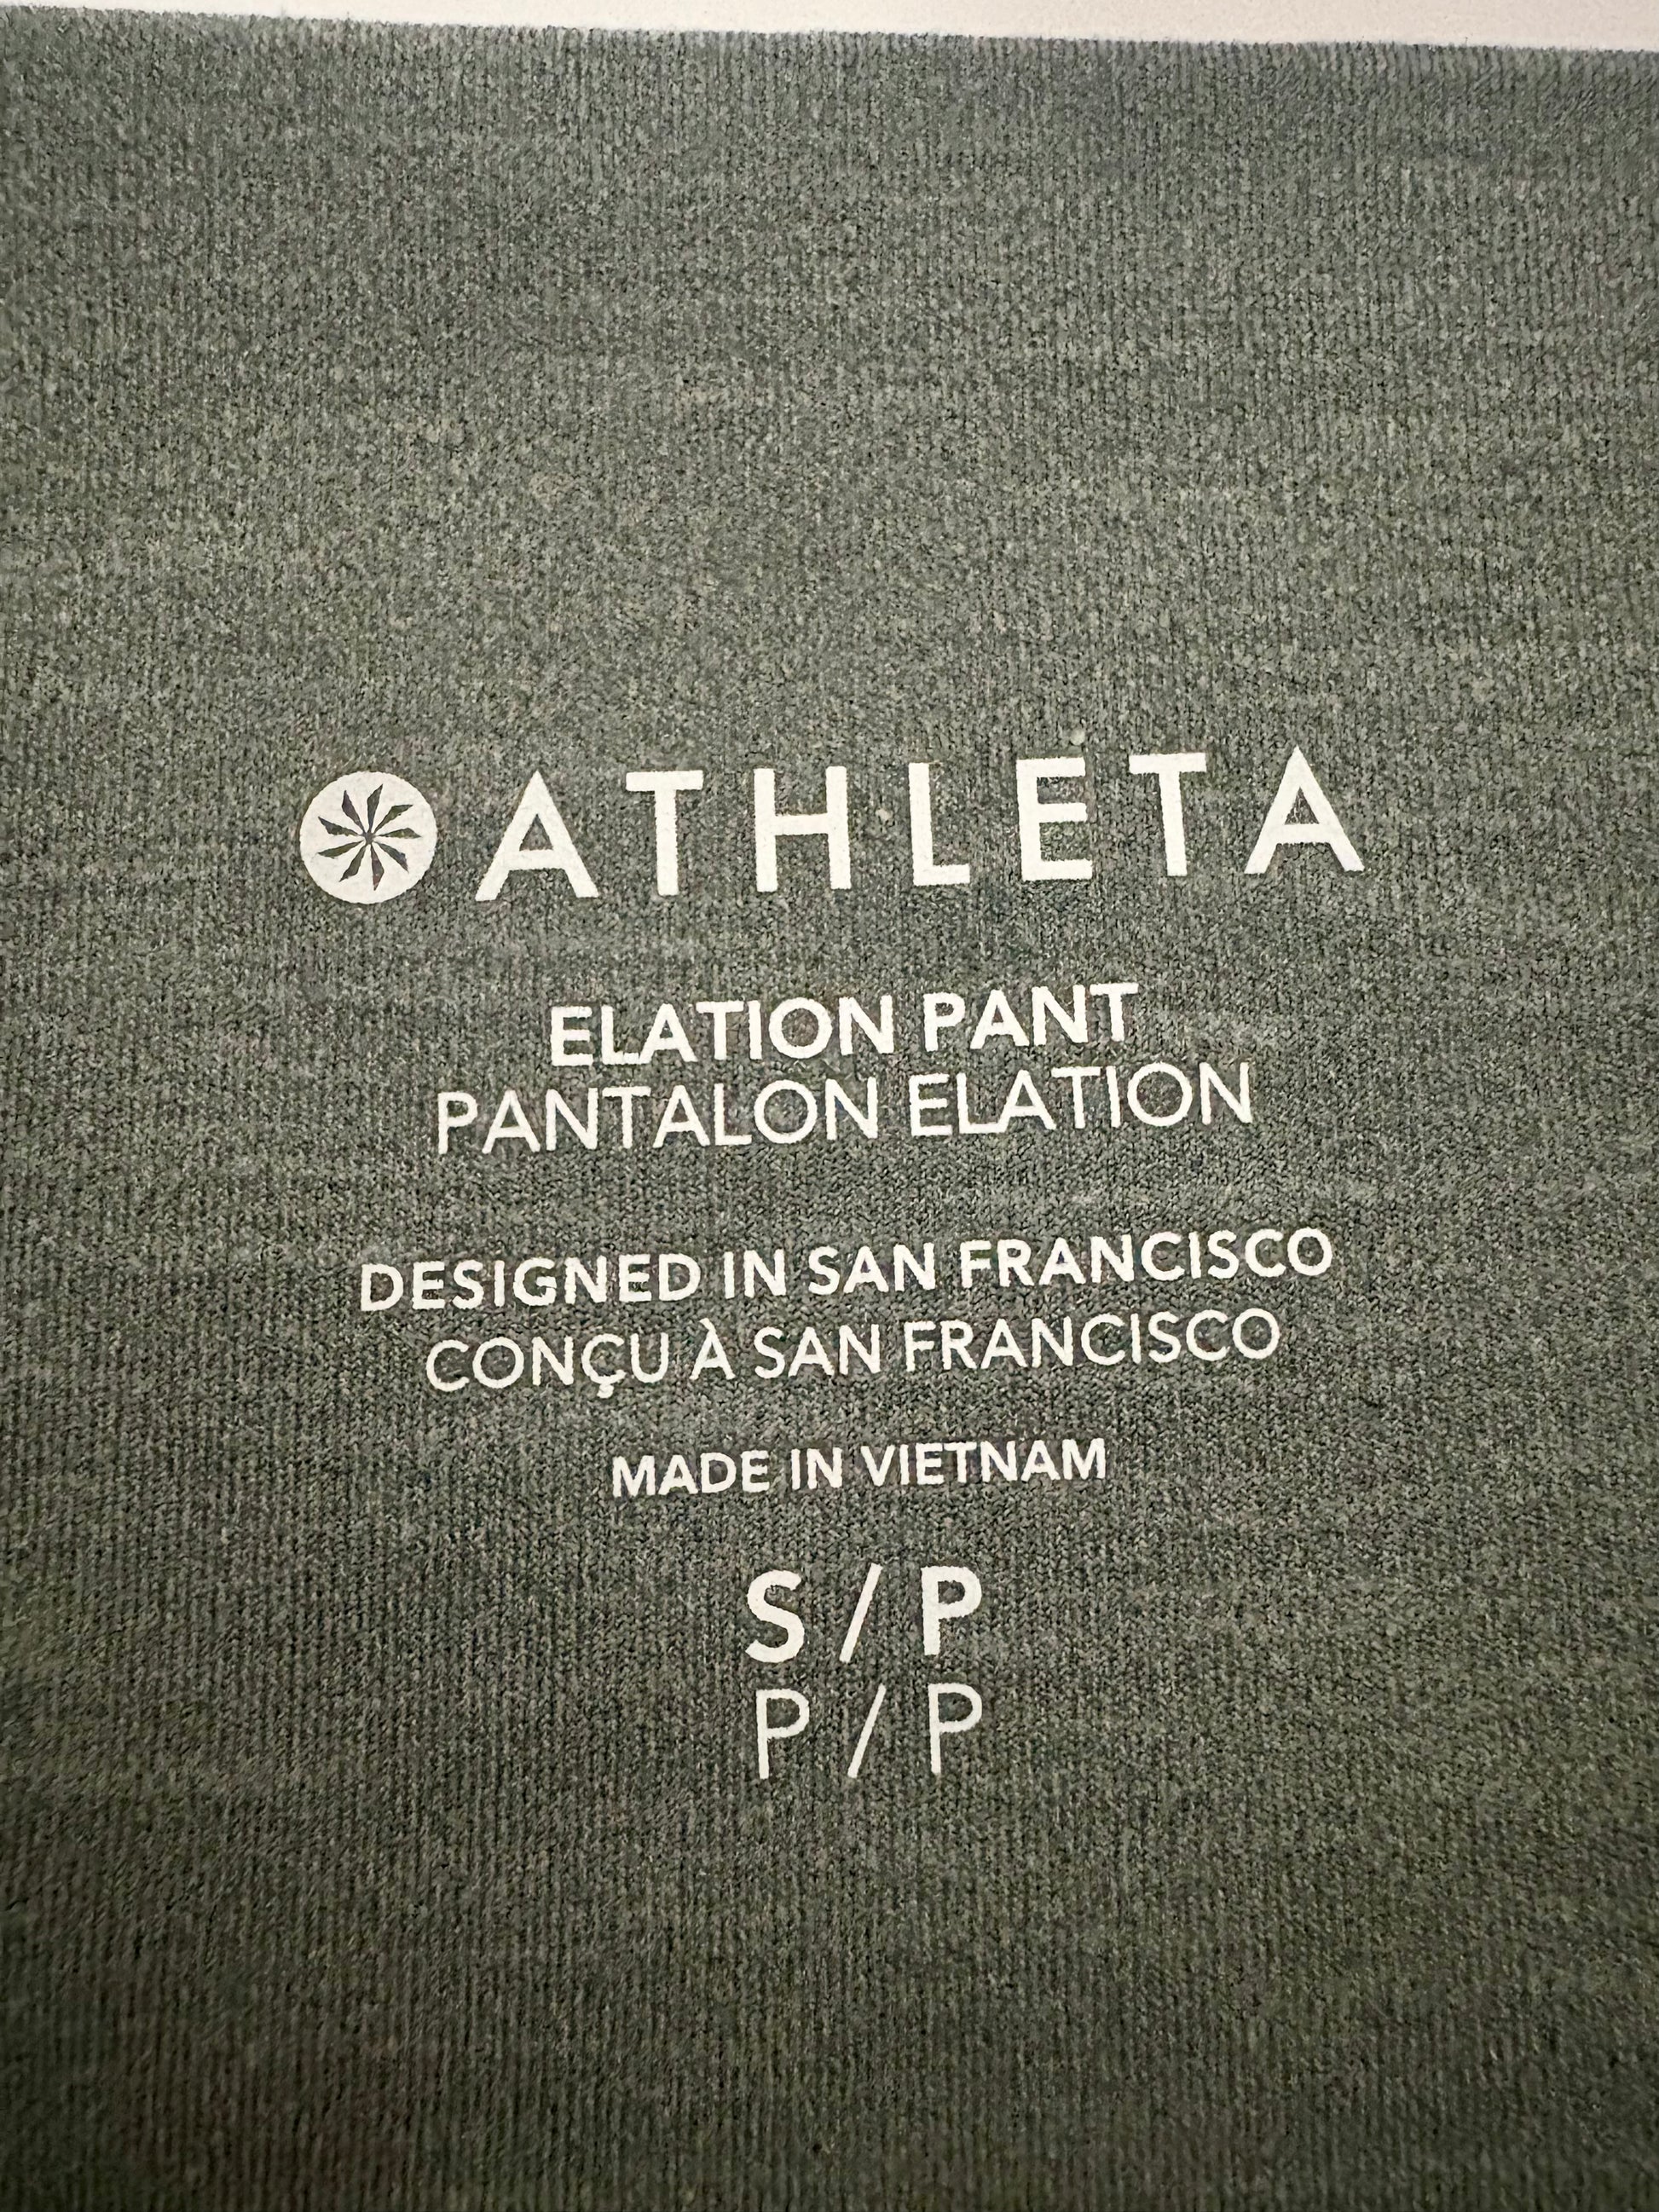 ATHLETA
ELATION PANT
PANTALON ELATION
DESIGNED IN SAN FRANCISCO
CONÇU À SAN FRANCISCO
MADE IN VIETNAM
S / P
P / P